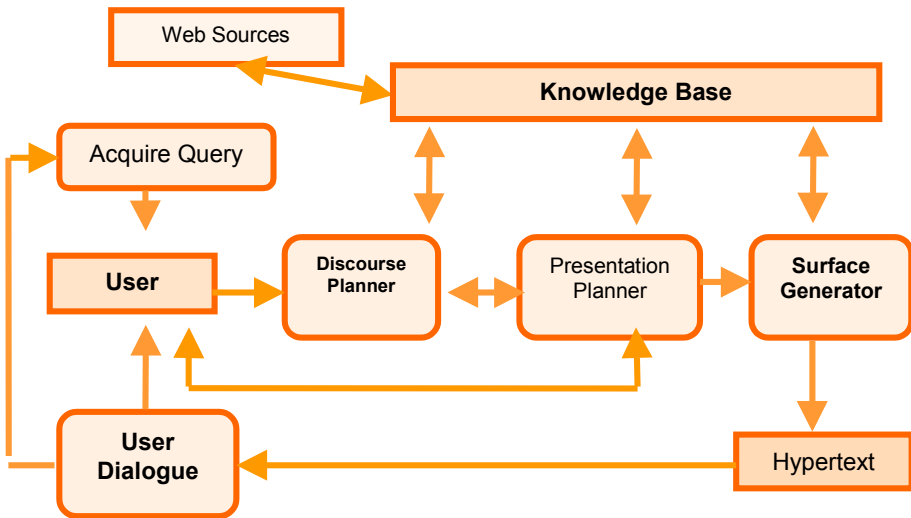 Web Sources
Knowledge Base
Acquire Query
User
Discourse
Planner
Presentation
Planner
Surface
Generator
User
Dialogue
Hypertext